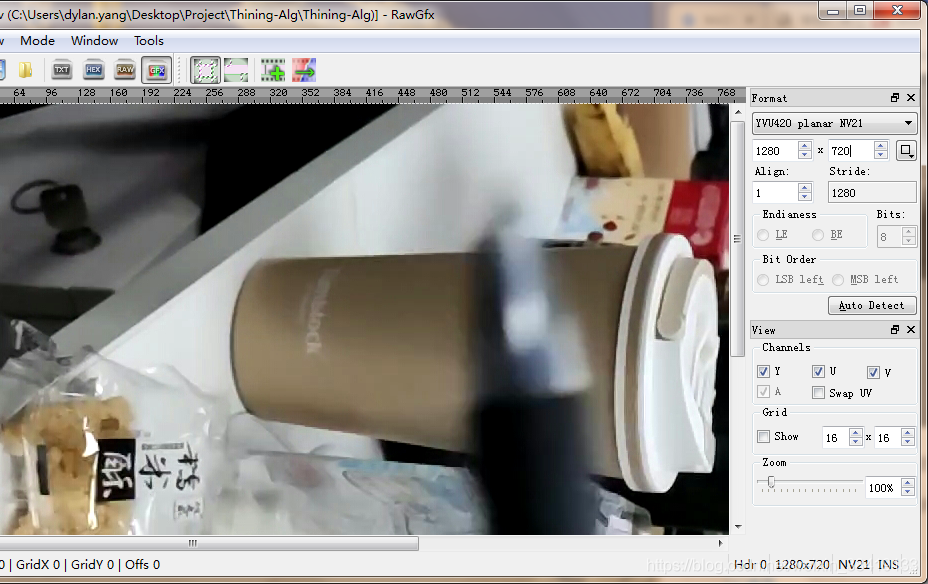 v (C:\Users\dylan.yang\Desktop\Project\Thining-Alg\Thining-Alg)] - RawGfx
w Mode Window Tools
TXT HEX RAW GFX
64 96 128 160 192 224 256 288 320 352 384 416 448 480 512 544 576 608 640 672 704 736 768
Format
YVU420 planar NV21
1280 x 720
Align: Stride:
1 1280
Endianess Bits:
LE BE 8
Bit Order
LSB left MSB left
Auto Detect
View
Channels
Y U V
A Swap UV
Grid
Show 16 x 16
Zoom
100%
0 | GridX 0 | GridY 0 | Offs 0
Hdr 0 1280x720 NV21 INS